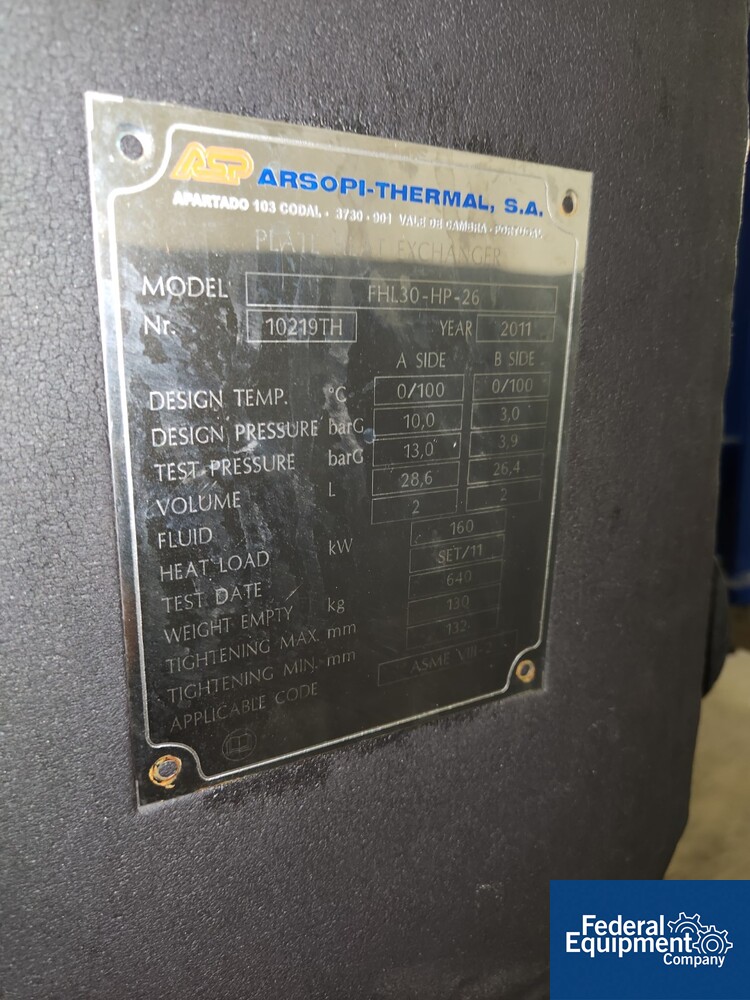 ASP ARSOPI-THERMAL, S.A.
APARTADO 103 CODAL - 3730-901 VALE DE CAMBRA - PORTUGAL
PLATE HEAT EXCHANGER
MODEL FHL30-HP-26
Nr. 10219TH YEAR 2011
A SIDE B SIDE
DESIGN TEMP. °C 0/100 0/100
DESIGN PRESSURE barG 10,0 3,0
TEST PRESSURE barG 13,0 3,9
VOLUME L 28,6 26,4
FLUID 2 2
HEAT LOAD kW 160
TEST DATE SET/11
WEIGHT EMPTY kg 640
TIGHTENING MAX. mm 130
TIGHTENING MIN. mm 132
APPLICABLE CODE ASME VIII-2
Federal
Equipment
Company